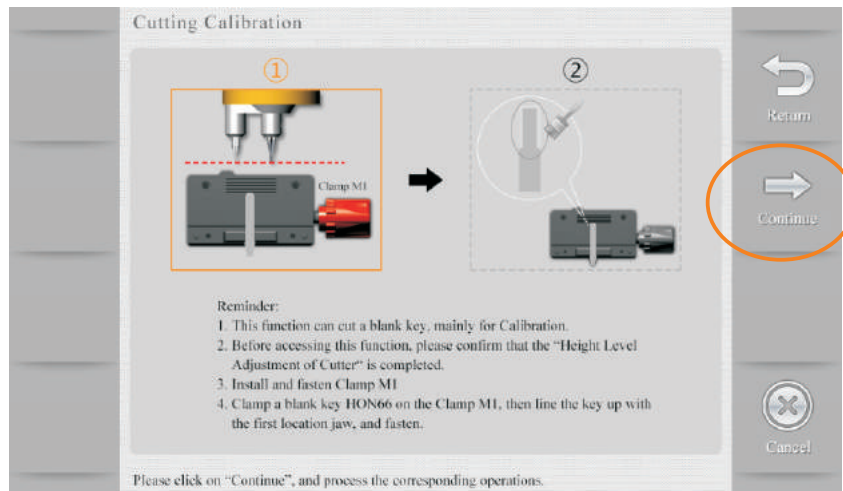 Cutting Calibration
①
②
Clamp M1
Return
Continue
Reminder:
1. This function can cut a blank key, mainly for Calibration.
2. Before accessing this function, please confirm that the "Height Level
Adjustment of Cutter" is completed.
3. Install and fasten Clamp M1
4. Clamp a blank key HON66 on the Clamp M1, then line the key up with
the first location jaw, and fasten.
Cancel
Please click on "Continue", and process the corresponding operations.